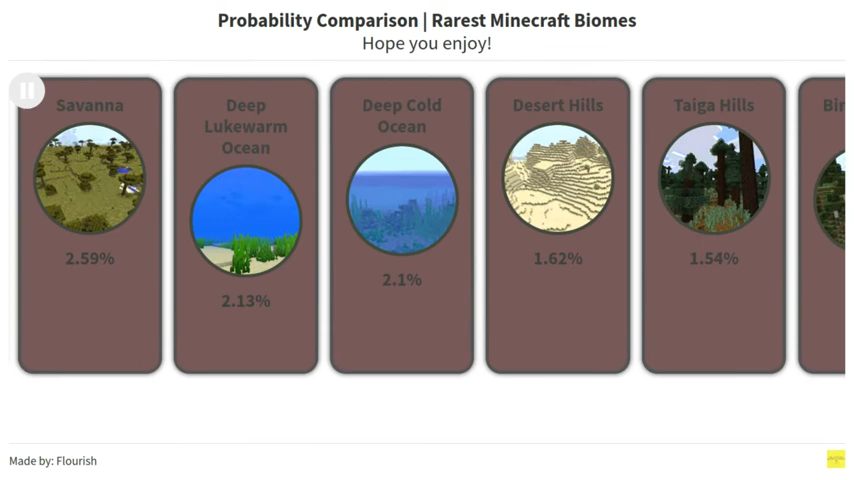 Probability Comparison | Rarest Minecraft Biomes
Hope you enjoy!
Savanna
2.59%
Deep
Lukewarm
Ocean
2.13%
Deep Cold
Ocean
2.1%
Desert Hills
1.62%
Taiga Hills
1.54%
Made by: Flourish